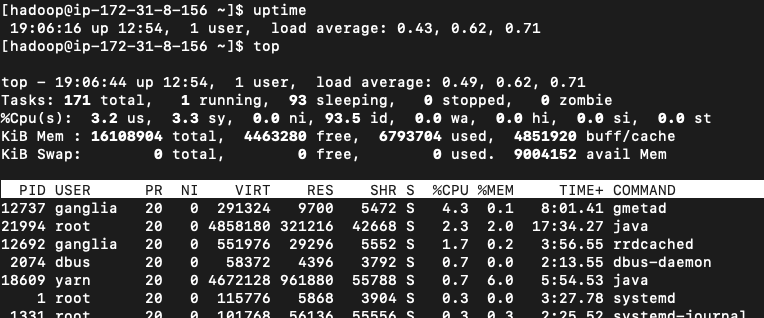 [hadoop@ip-172-31-8-156 ~]$ uptime
 19:06:16 up 12:54,  1 user,  load average: 0.43, 0.62, 0.71
[hadoop@ip-172-31-8-156 ~]$ top
top - 19:06:44 up 12:54,  1 user,  load average: 0.49, 0.62, 0.71
Tasks: 171 total,   1 running,  93 sleeping,   0 stopped,   0 zombie
%Cpu(s):  3.2 us,  3.3 sy,  0.0 ni, 93.5 id,  0.0 wa,  0.0 hi,  0.0 si,  0.0 st
KiB Mem : 16108904 total,  4463280 free,  6793704 used,  4851920 buff/cache
KiB Swap:        0 total,        0 free,        0 used.  9004152 avail Mem
  PID USER      PR  NI    VIRT    RES    SHR S  %CPU %MEM     TIME+ COMMAND
12737 ganglia   20   0  291324   9700   5472 S   4.3  0.1   8:01.41 gmetad
21994 root      20   0 4858180 321216  42668 S   2.3  2.0  17:34.27 java
12692 ganglia   20   0  551976  29296   5552 S   1.7  0.2   3:56.55 rrdcached
 2074 dbus      20   0   58372   4396   3792 S   0.7  0.0   2:13.55 dbus-daemon
18609 yarn      20   0 4672128 961880  55788 S   0.7  6.0   5:54.53 java
    1 root      20   0  115776   5868   3904 S   0.3  0.0   3:27.78 systemd
 1331 root      20   0  101768  56136  55556 S   0.3  0.3   2:25.52 systemd-journal